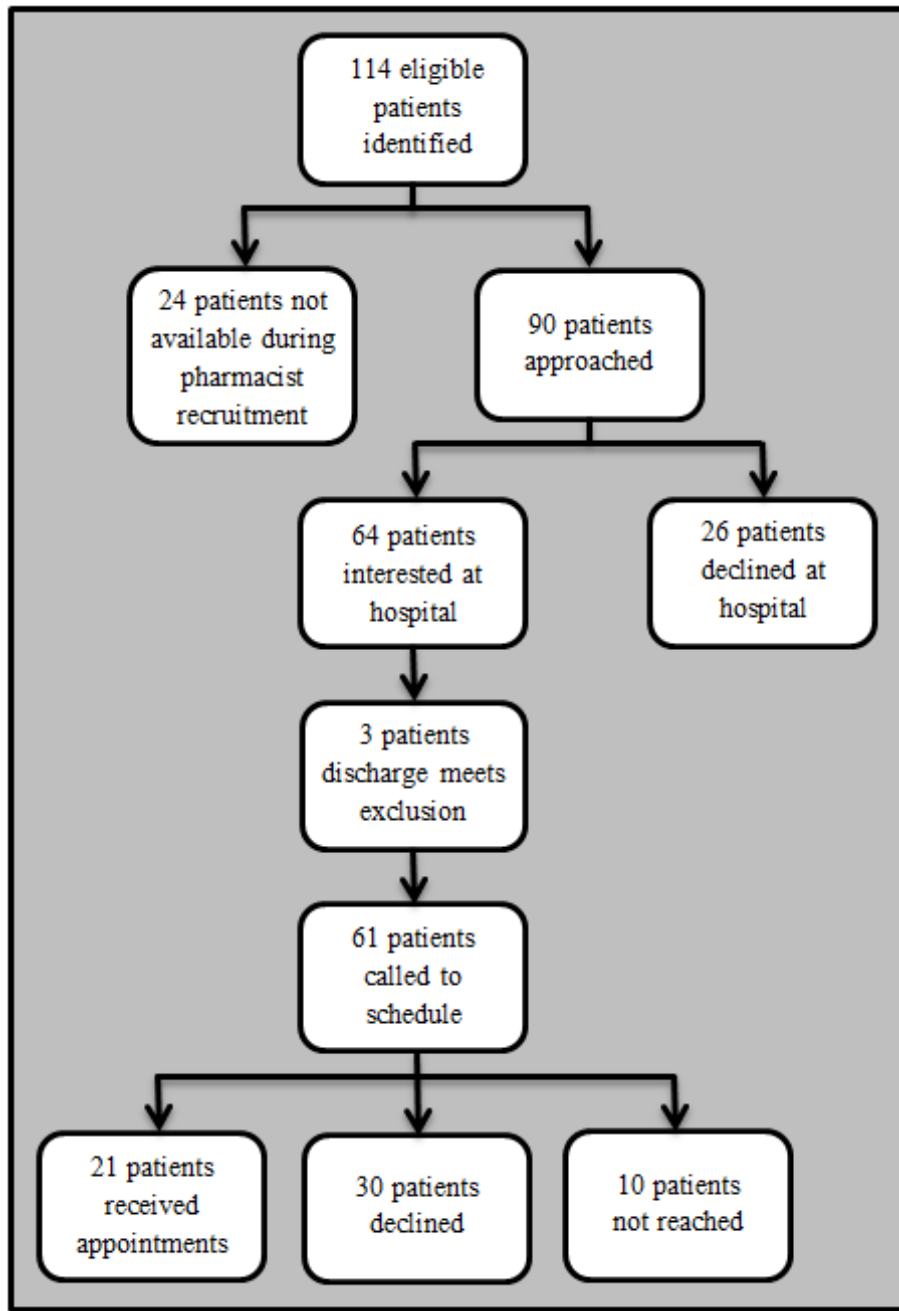 114 eligible
patients
identified
24 patients not
available during
pharmacist
recruitment
90 patients
approached
64 patients
interested at
hospital
26 patients
declined at
hospital
3 patients
discharge meets
exclusion
61 patients
called to
schedule
21 patients
received
appointments
30 patients
declined
10 patients
not reached